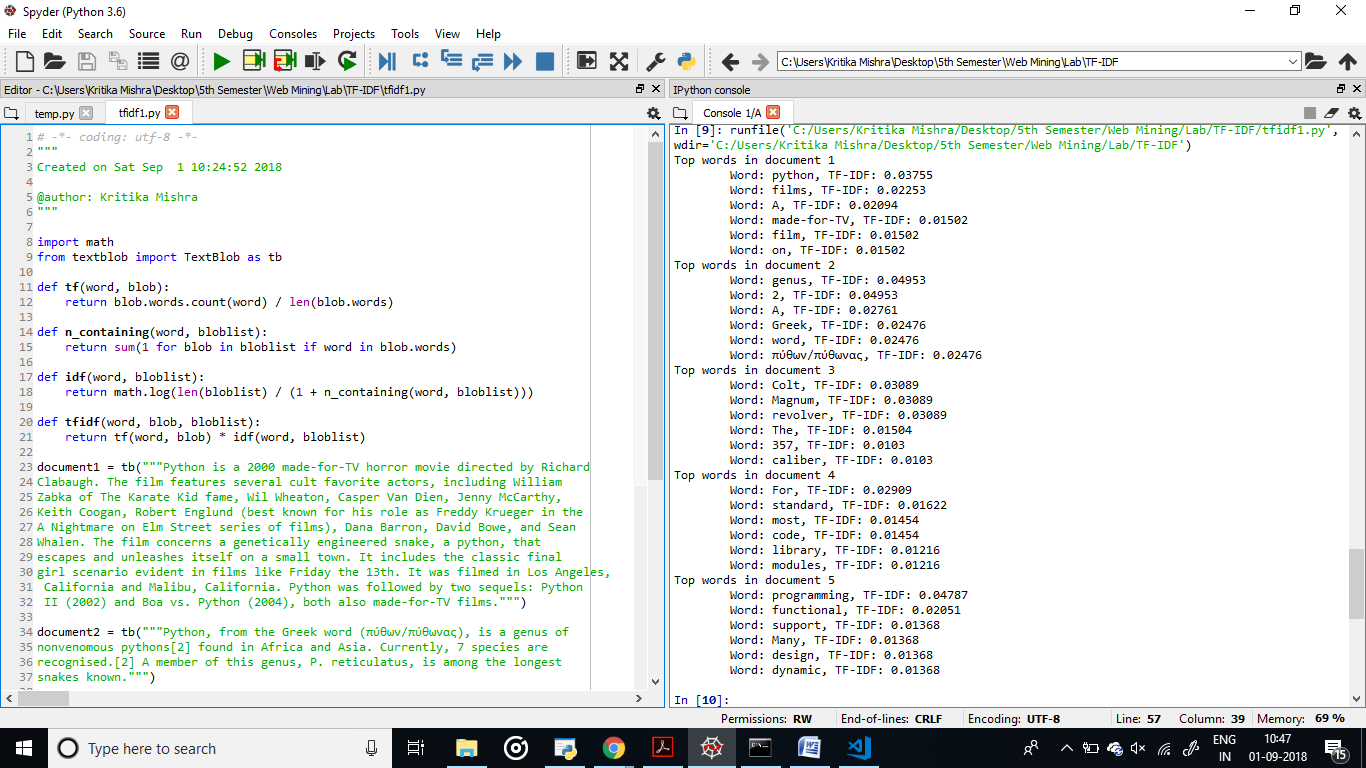 Spyder (Python 3.6)
File Edit Search Source Run Debug Consoles Projects Tools View Help
C:\Users\Kritika Mishra\Desktop\5th Semester\Web Mining\Lab\TF-IDF
Editor - C:\Users\Kritika Mishra\Desktop\5th Semester\Web Mining\Lab\TF-IDF\tfidf1.py
temp.py tfidf1.py
1 # -*- coding: utf-8 -*-
2 """
3 Created on Sat Sep  1 10:24:52 2018
4
5 @author: Kritika Mishra
6 """
7
8 import math
9 from textblob import TextBlob as tb
10
11 def tf(word, blob):
12     return blob.words.count(word) / len(blob.words)
13
14 def n_containing(word, bloblist):
15     return sum(1 for blob in bloblist if word in blob.words)
16
17 def idf(word, bloblist):
18     return math.log(len(bloblist) / (1 + n_containing(word, bloblist)))
19
20 def tfidf(word, blob, bloblist):
21     return tf(word, blob) * idf(word, bloblist)
22
23 document1 = tb("""Python is a 2000 made-for-TV horror movie directed by Richard
24 Clabaugh. The film features several cult favorite actors, including William
25 Zabka of The Karate Kid fame, Wil Wheaton, Casper Van Dien, Jenny McCarthy,
26 Keith Coogan, Robert Englund (best known for his role as Freddy Krueger in the
27 A Nightmare on Elm Street series of films), Dana Barron, David Bowe, and Sean
28 Whalen. The film concerns a genetically engineered snake, a python, that
29 escapes and unleashes itself on a small town. It includes the classic final
30 girl scenario evident in films like Friday the 13th. It was filmed in Los Angeles,
31  California and Malibu, California. Python was followed by two sequels: Python
32  II (2002) and Boa vs. Python (2004), both also made-for-TV films.""")
33
34 document2 = tb("""Python, from the Greek word (πύθων/πύθωνας), is a genus of
35 nonvenomous pythons[2] found in Africa and Asia. Currently, 7 species are
36 recognised.[2] A member of this genus, P. reticulatus, is among the longest
37 snakes known.""")
IPython console
Console 1/A
In [9]: runfile('C:/Users/Kritika Mishra/Desktop/5th Semester/Web Mining/Lab/TF-IDF/tfidf1.py',
wdir='C:/Users/Kritika Mishra/Desktop/5th Semester/Web Mining/Lab/TF-IDF')
Top words in document 1
Word: python, TF-IDF: 0.03755
Word: films, TF-IDF: 0.02253
Word: A, TF-IDF: 0.02094
Word: made-for-TV, TF-IDF: 0.01502
Word: film, TF-IDF: 0.01502
Word: on, TF-IDF: 0.01502
Top words in document 2
Word: genus, TF-IDF: 0.04953
Word: 2, TF-IDF: 0.04953
Word: A, TF-IDF: 0.02761
Word: Greek, TF-IDF: 0.02476
Word: word, TF-IDF: 0.02476
Word: πύθων/πύθωνας, TF-IDF: 0.02476
Top words in document 3
Word: Colt, TF-IDF: 0.03089
Word: Magnum, TF-IDF: 0.03089
Word: revolver, TF-IDF: 0.03089
Word: The, TF-IDF: 0.01504
Word: 357, TF-IDF: 0.0103
Word: caliber, TF-IDF: 0.0103
Top words in document 4
Word: For, TF-IDF: 0.02909
Word: standard, TF-IDF: 0.01622
Word: most, TF-IDF: 0.01454
Word: code, TF-IDF: 0.01454
Word: library, TF-IDF: 0.01216
Word: modules, TF-IDF: 0.01216
Top words in document 5
Word: programming, TF-IDF: 0.04787
Word: functional, TF-IDF: 0.02051
Word: support, TF-IDF: 0.01368
Word: Many, TF-IDF: 0.01368
Word: design, TF-IDF: 0.01368
Word: dynamic, TF-IDF: 0.01368
In [10]:
Permissions: RW End-of-lines: CRLF Encoding: UTF-8 Line: 57 Column: 39 Memory: 69 %
Type here to search
ENG 10:47
IN 01-09-2018
15